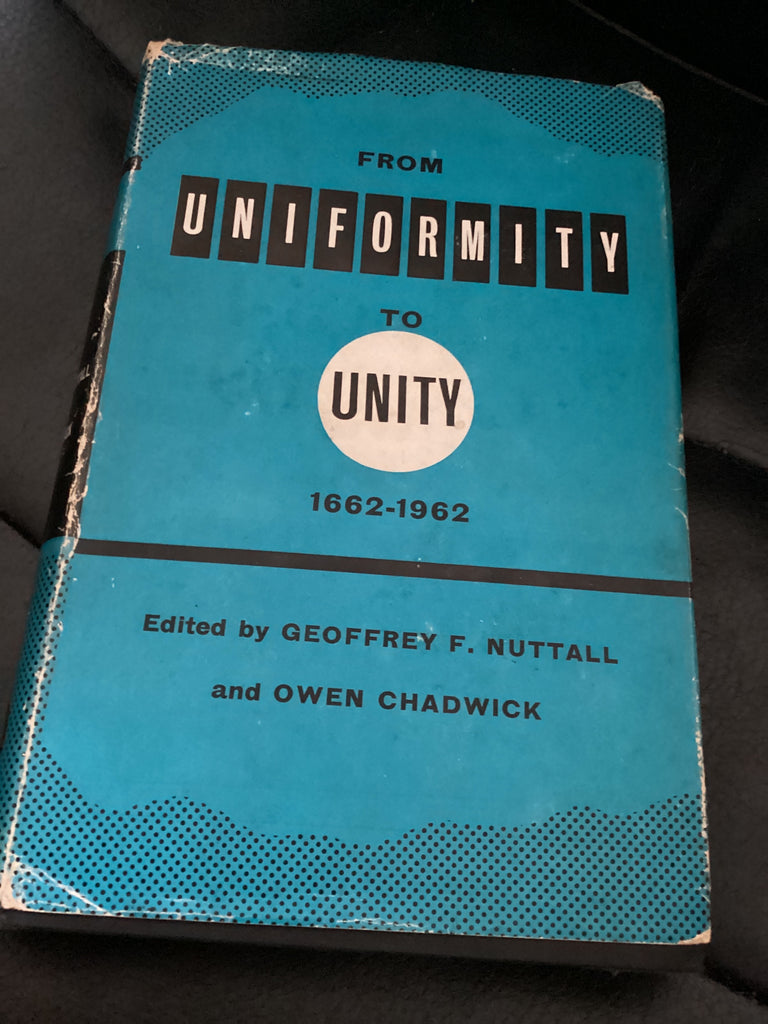 FROM
UNIFORMITY
TO
UNITY
1662-1962
Edited by GEOFFREY F. NUTTALL
and OWEN CHADWICK